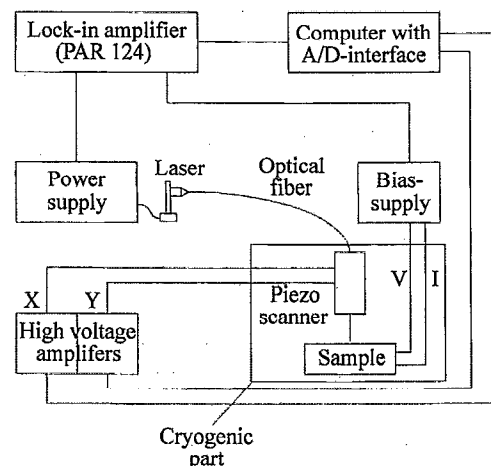 Lock-in amplifier
(PAR 124)
Computer with
A/D-interface
Laser
Optical
fiber
Power
supply
Bias-
supply
X
Y
V
I
Piezo
scanner
High voltage
amplifers
Sample
Cryogenic
part